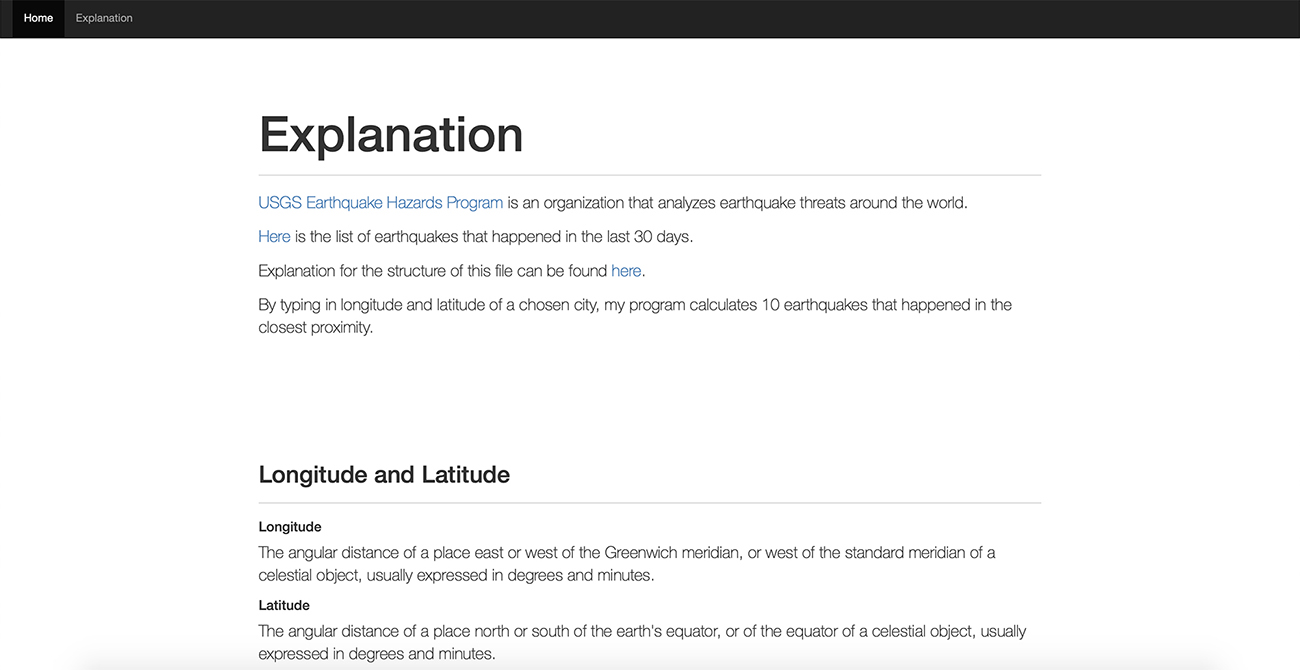 Home Explanation
Explanation
USGS Earthquake Hazards Program is an organization that analyzes earthquake threats around the world.
Here is the list of earthquakes that happened in the last 30 days.
Explanation for the structure of this file can be found here.
By typing in longitude and latitude of a chosen city, my program calculates 10 earthquakes that happened in the
closest proximity.
Longitude and Latitude
Longitude
The angular distance of a place east or west of the Greenwich meridian, or west of the standard meridian of a
celestial object, usually expressed in degrees and minutes.
Latitude
The angular distance of a place north or south of the earth's equator, or of the equator of a celestial object, usually
expressed in degrees and minutes.